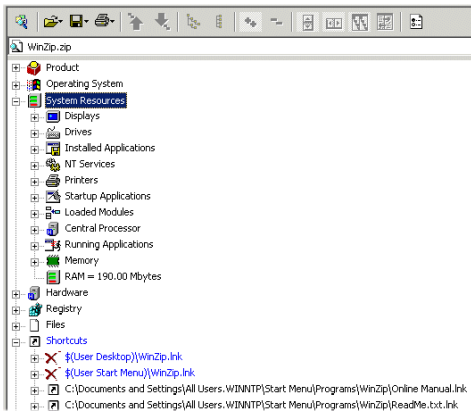 WinZip.zip
Product
Operating System
System Resources
Displays
Drives
Installed Applications
NT Services
Printers
Startup Applications
Loaded Modules
Central Processor
Running Applications
Memory
RAM = 190.00 Mbytes
Hardware
Registry
Files
Shortcuts
$(User Desktop)\WinZip.lnk
$(User Start Menu)\WinZip.lnk
C:\Documents and Settings\All Users.WINNTP\Start Menu\Programs\WinZip\Online Manual.lnk
C:\Documents and Settings\All Users.WINNTP\Start Menu\Programs\WinZip\ReadMe.txt.lnk